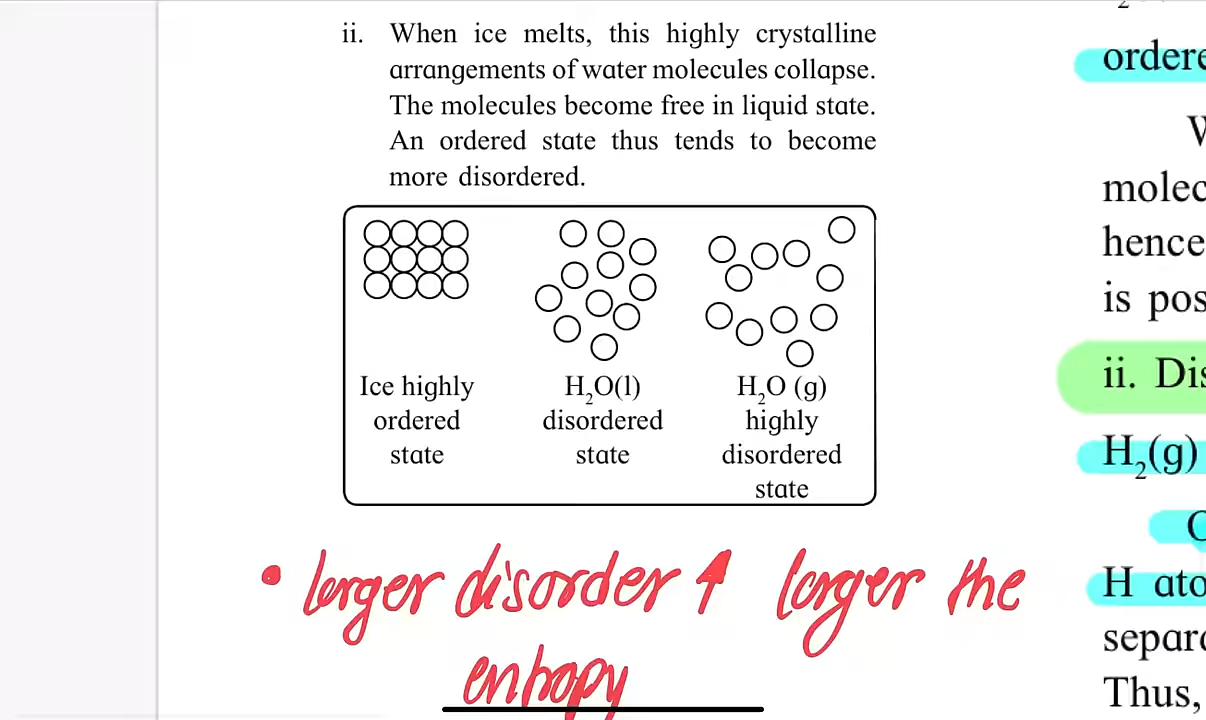 ii. When ice melts, this highly crystalline
arrangements of water molecules collapse.
The molecules become free in liquid state.
An ordered state thus tends to become
more disordered.
Ice highly
ordered
state
H₂O(l)
disordered
state
H₂O (g)
highly
disordered
state
• larger disorder ↑ larger the
entropy
molec
hence
is pos
ii. Dis
H₂(g)
H ato
Thus,